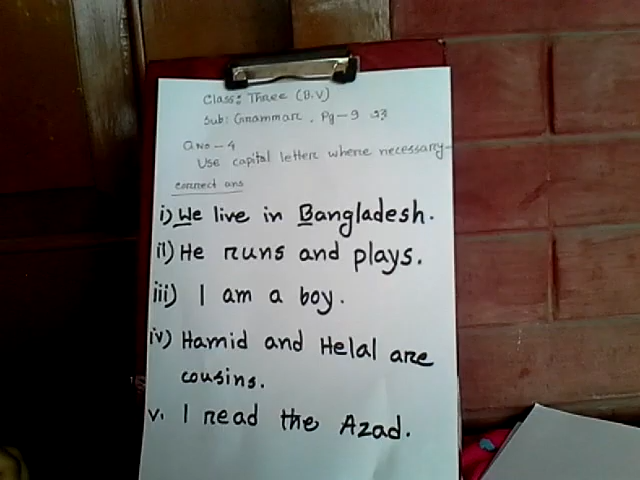 Class: Three (B.V)
Sub: Grammar, Pg-9
Q No-4
Use capital letter where necessary-
correct ans
i) We live in Bangladesh.
ii) He runs and plays.
iii) I am a boy.
iv) Hamid and Helal are
cousins.
v. I read the Azad.